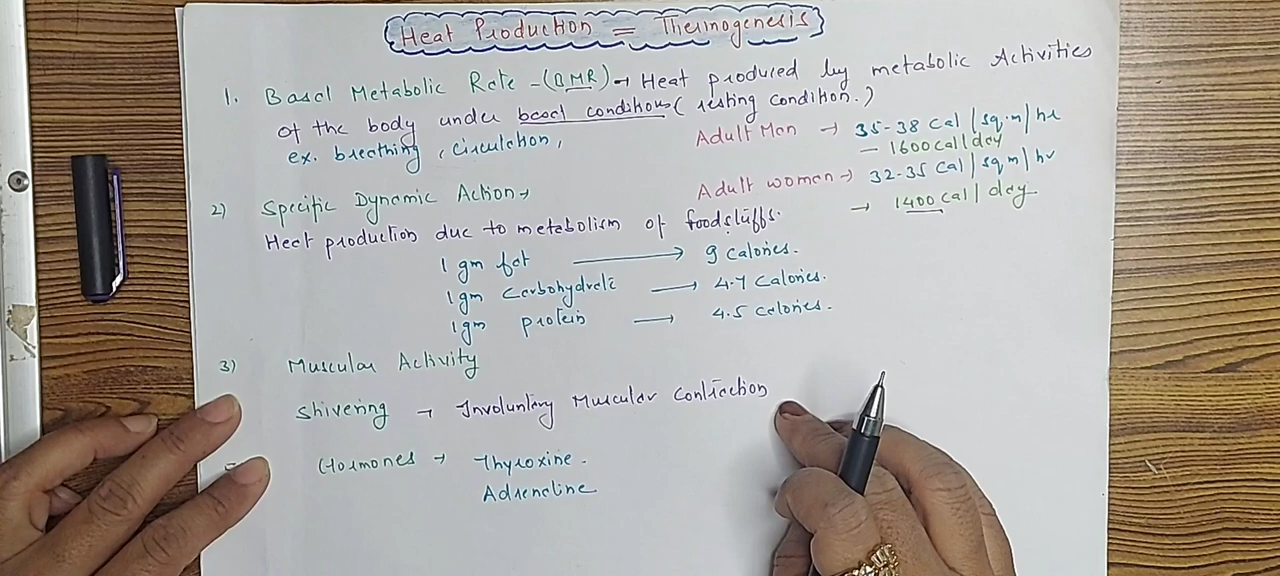 Heat Production = Thermogenesis
1. Basal Metabolic Rate - (BMR) → Heat produced by metabolic Activities
of the body under basal conditions (resting condition.)
ex. breathing, circulation,
Adult Man → 35-38 cal / sq.m / hr
- 1600 cal / day
Adult women → 32-35 cal / sq m / hr
→ 1400 cal / day
2) Specific Dynamic Action →
Heat production due to metabolism of foodstuffs.
1 gm fat → 9 calories.
1 gm Carbohydrate → 4.7 calories.
1 gm protein → 4.5 calories.
3) Muscular Activity
Shivering → Involuntary Muscular Contraction
Hormones → Thyroxine.
Adrenaline